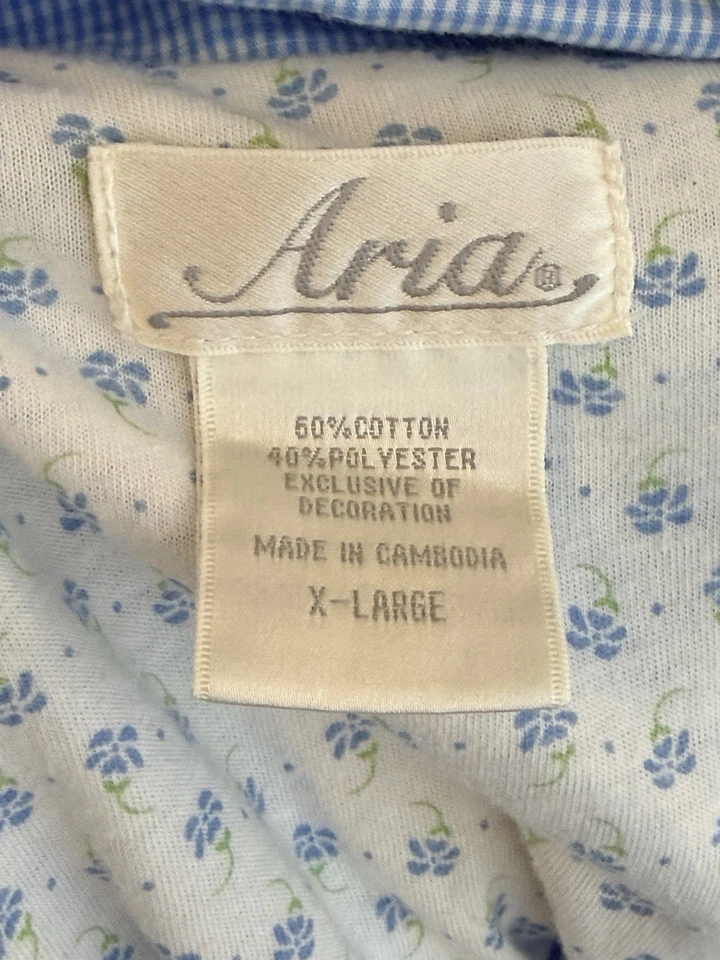 Aria®
60%COTTON
40%POLYESTER
EXCLUSIVE OF
DECORATION
MADE IN CAMBODIA
X-LARGE